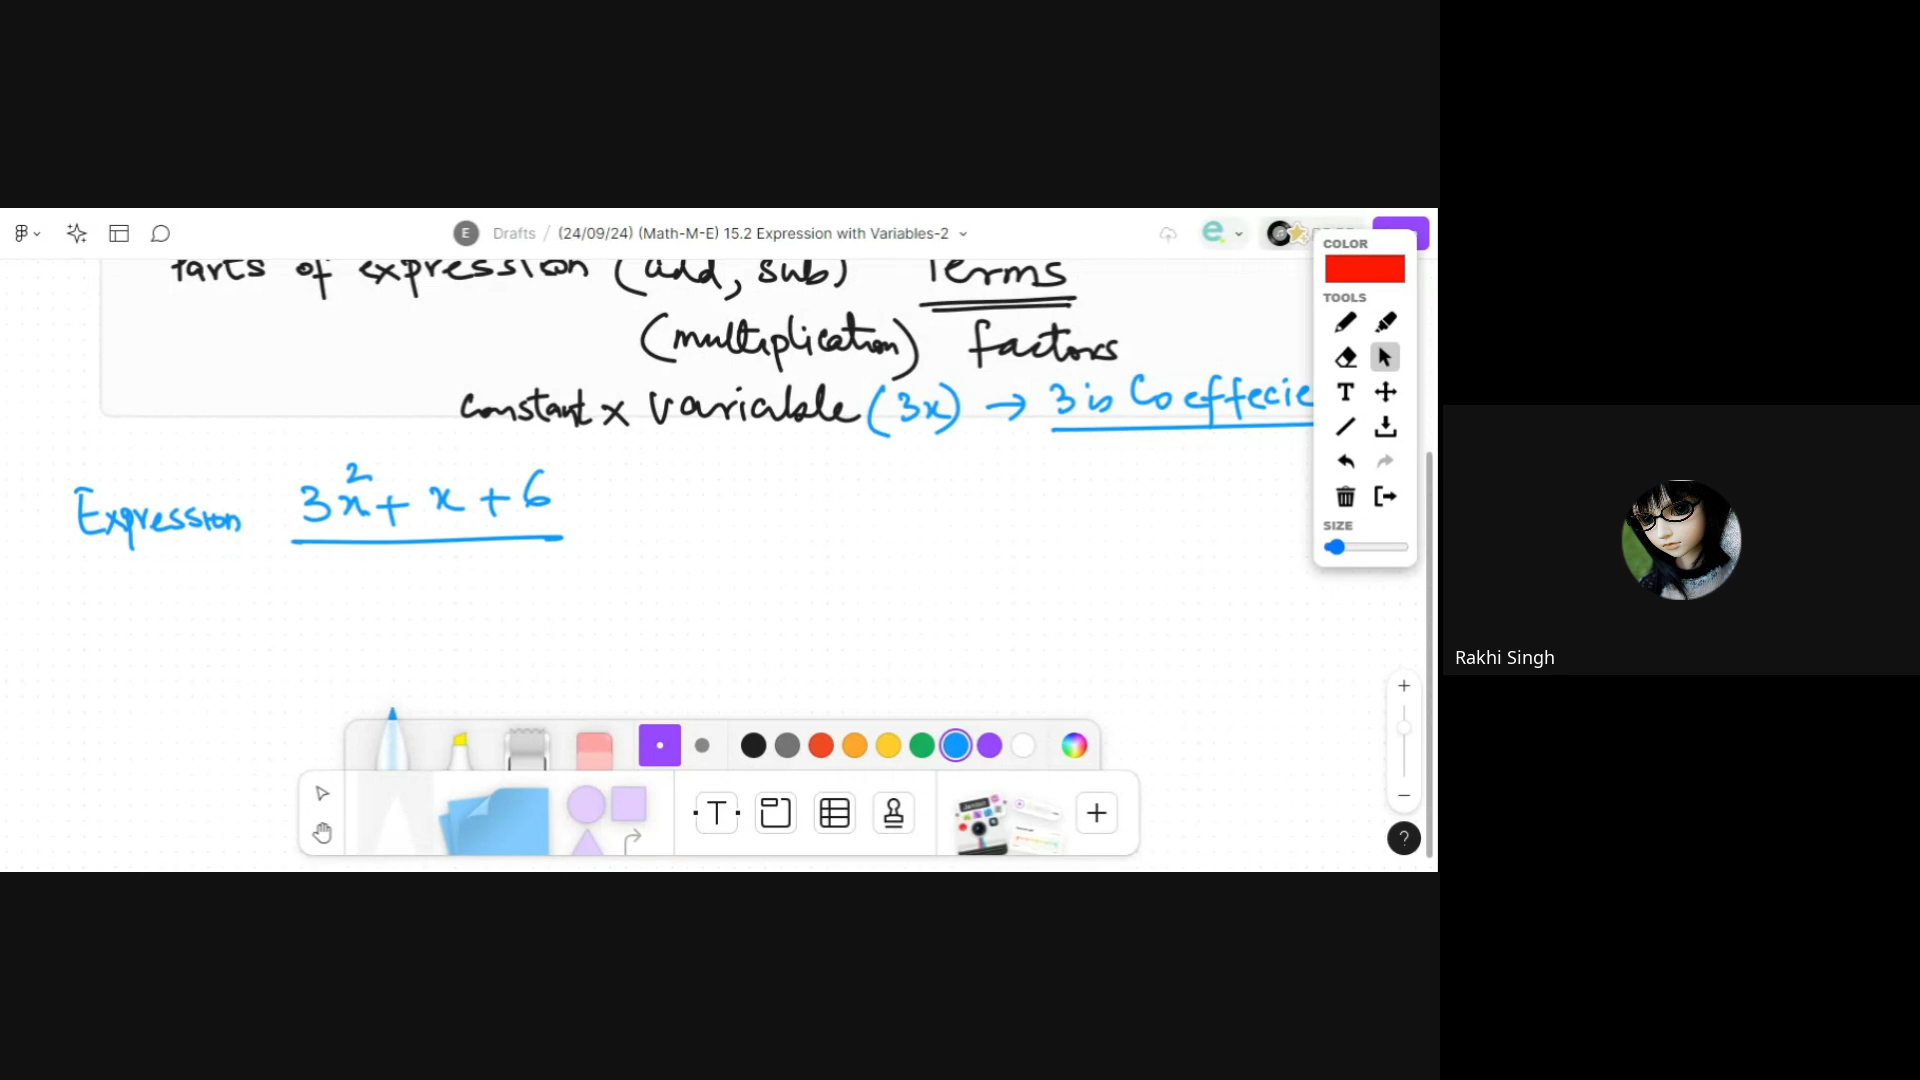 E Drafts / (24/09/24) (Math-M-E) 15.2 Expression with Variables-2
COLOR
TOOLS
SIZE
Parts of expression (add, sub) Terms
(multiplication) factors
constant x variable (3x) → 3 is Coeffecie
Expression 3x²+ x + 6
T
+
−
?
Rakhi Singh